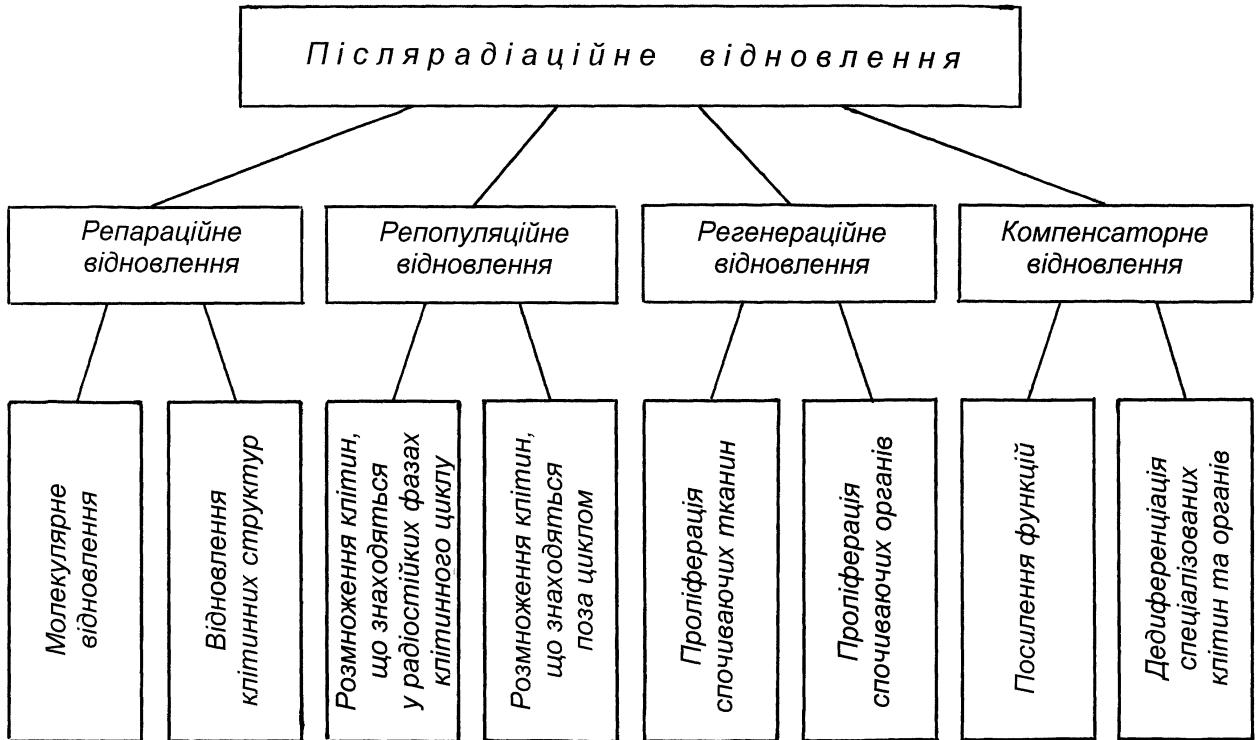 Післярадіаційне відновлення
Репараційне
відновлення
Репопуляційне
відновлення
Регенераційне
відновлення
Компенсаторне
відновлення
Молекулярне
відновлення
Відновлення
клітинних структур
Розмноження клітин,
що знаходяться
у радіостійких фазах
клітинного циклу
Розмноження клітин,
що знаходяться
поза циклом
Проліферація
спочиваючих тканин
Проліферація
спочиваючих органів
Посилення функцій
Дедиференціація
спеціалізованих
клітин та органів